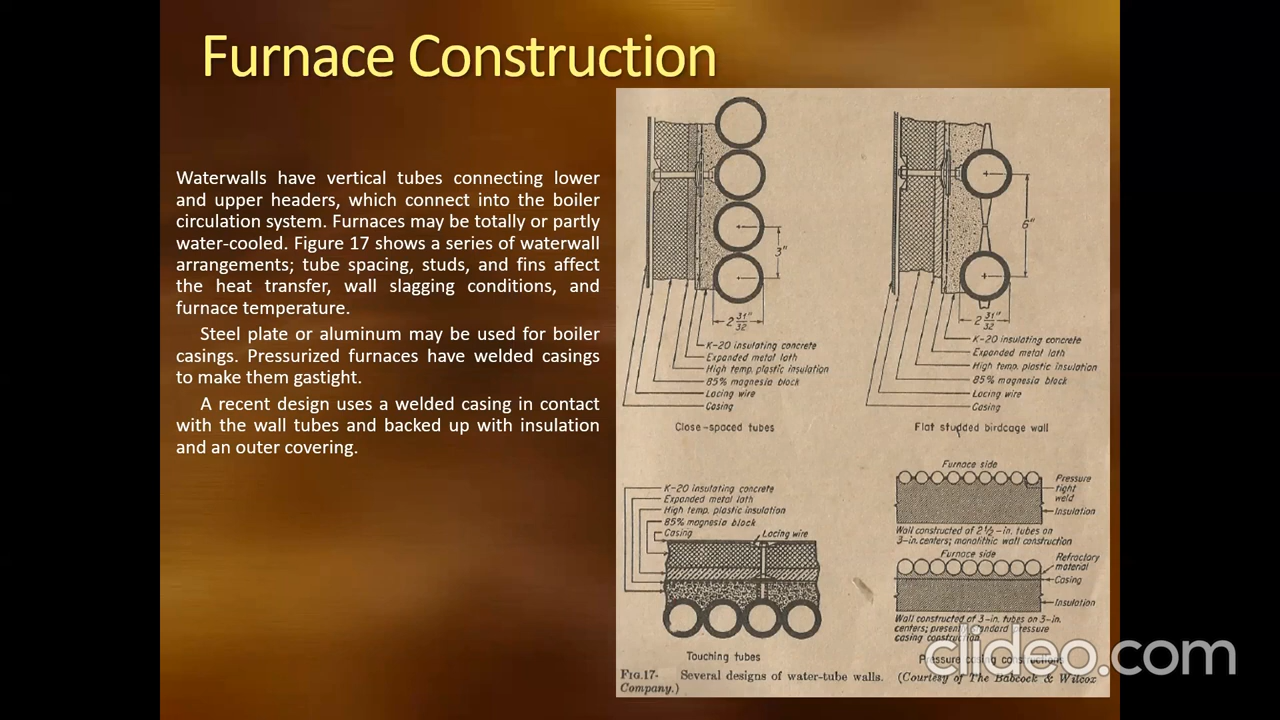 Furnace Construction
Waterwalls have vertical tubes connecting lower
and upper headers, which connect into the boiler
circulation system. Furnaces may be totally or partly
water-cooled. Figure 17 shows a series of waterwall
arrangements; tube spacing, studs, and fins affect
the heat transfer, wall slagging conditions, and
furnace temperature.
Steel plate or aluminum may be used for boiler
casings. Pressurized furnaces have welded casings
to make them gastight.
A recent design uses a welded casing in contact
with the wall tubes and backed up with insulation
and an outer covering.
3"
2 31/32"
K-20 insulating concrete
Expanded metal lath
High temp. plastic insulation
85% magnesia block
Lacing wire
Casing
Close-spaced tubes
6"
2 31/32"
K-20 insulating concrete
Expanded metal lath
High temp. plastic insulation
85% magnesia block
Lacing wire
Casing
Flat studded birdcage wall
K-20 insulating concrete
Expanded metal lath
High temp. plastic insulation
85% magnesia block
Casing
Lacing wire
Touching tubes
Furnace side
Pressure
tight
weld
Insulation
Wall constructed of 2½-in. tubes on
3-in. centers; monolithic wall construction
Furnace side
Refractory
material
Casing
Insulation
Wall constructed of 3-in. tubes on 3-in.
centers; present standard pressure
casing construction
Pressure casing constructions
FIG.17- Several designs of water-tube walls. (Courtesy of The Babcock & Wilcox
Company.)
clideo.com